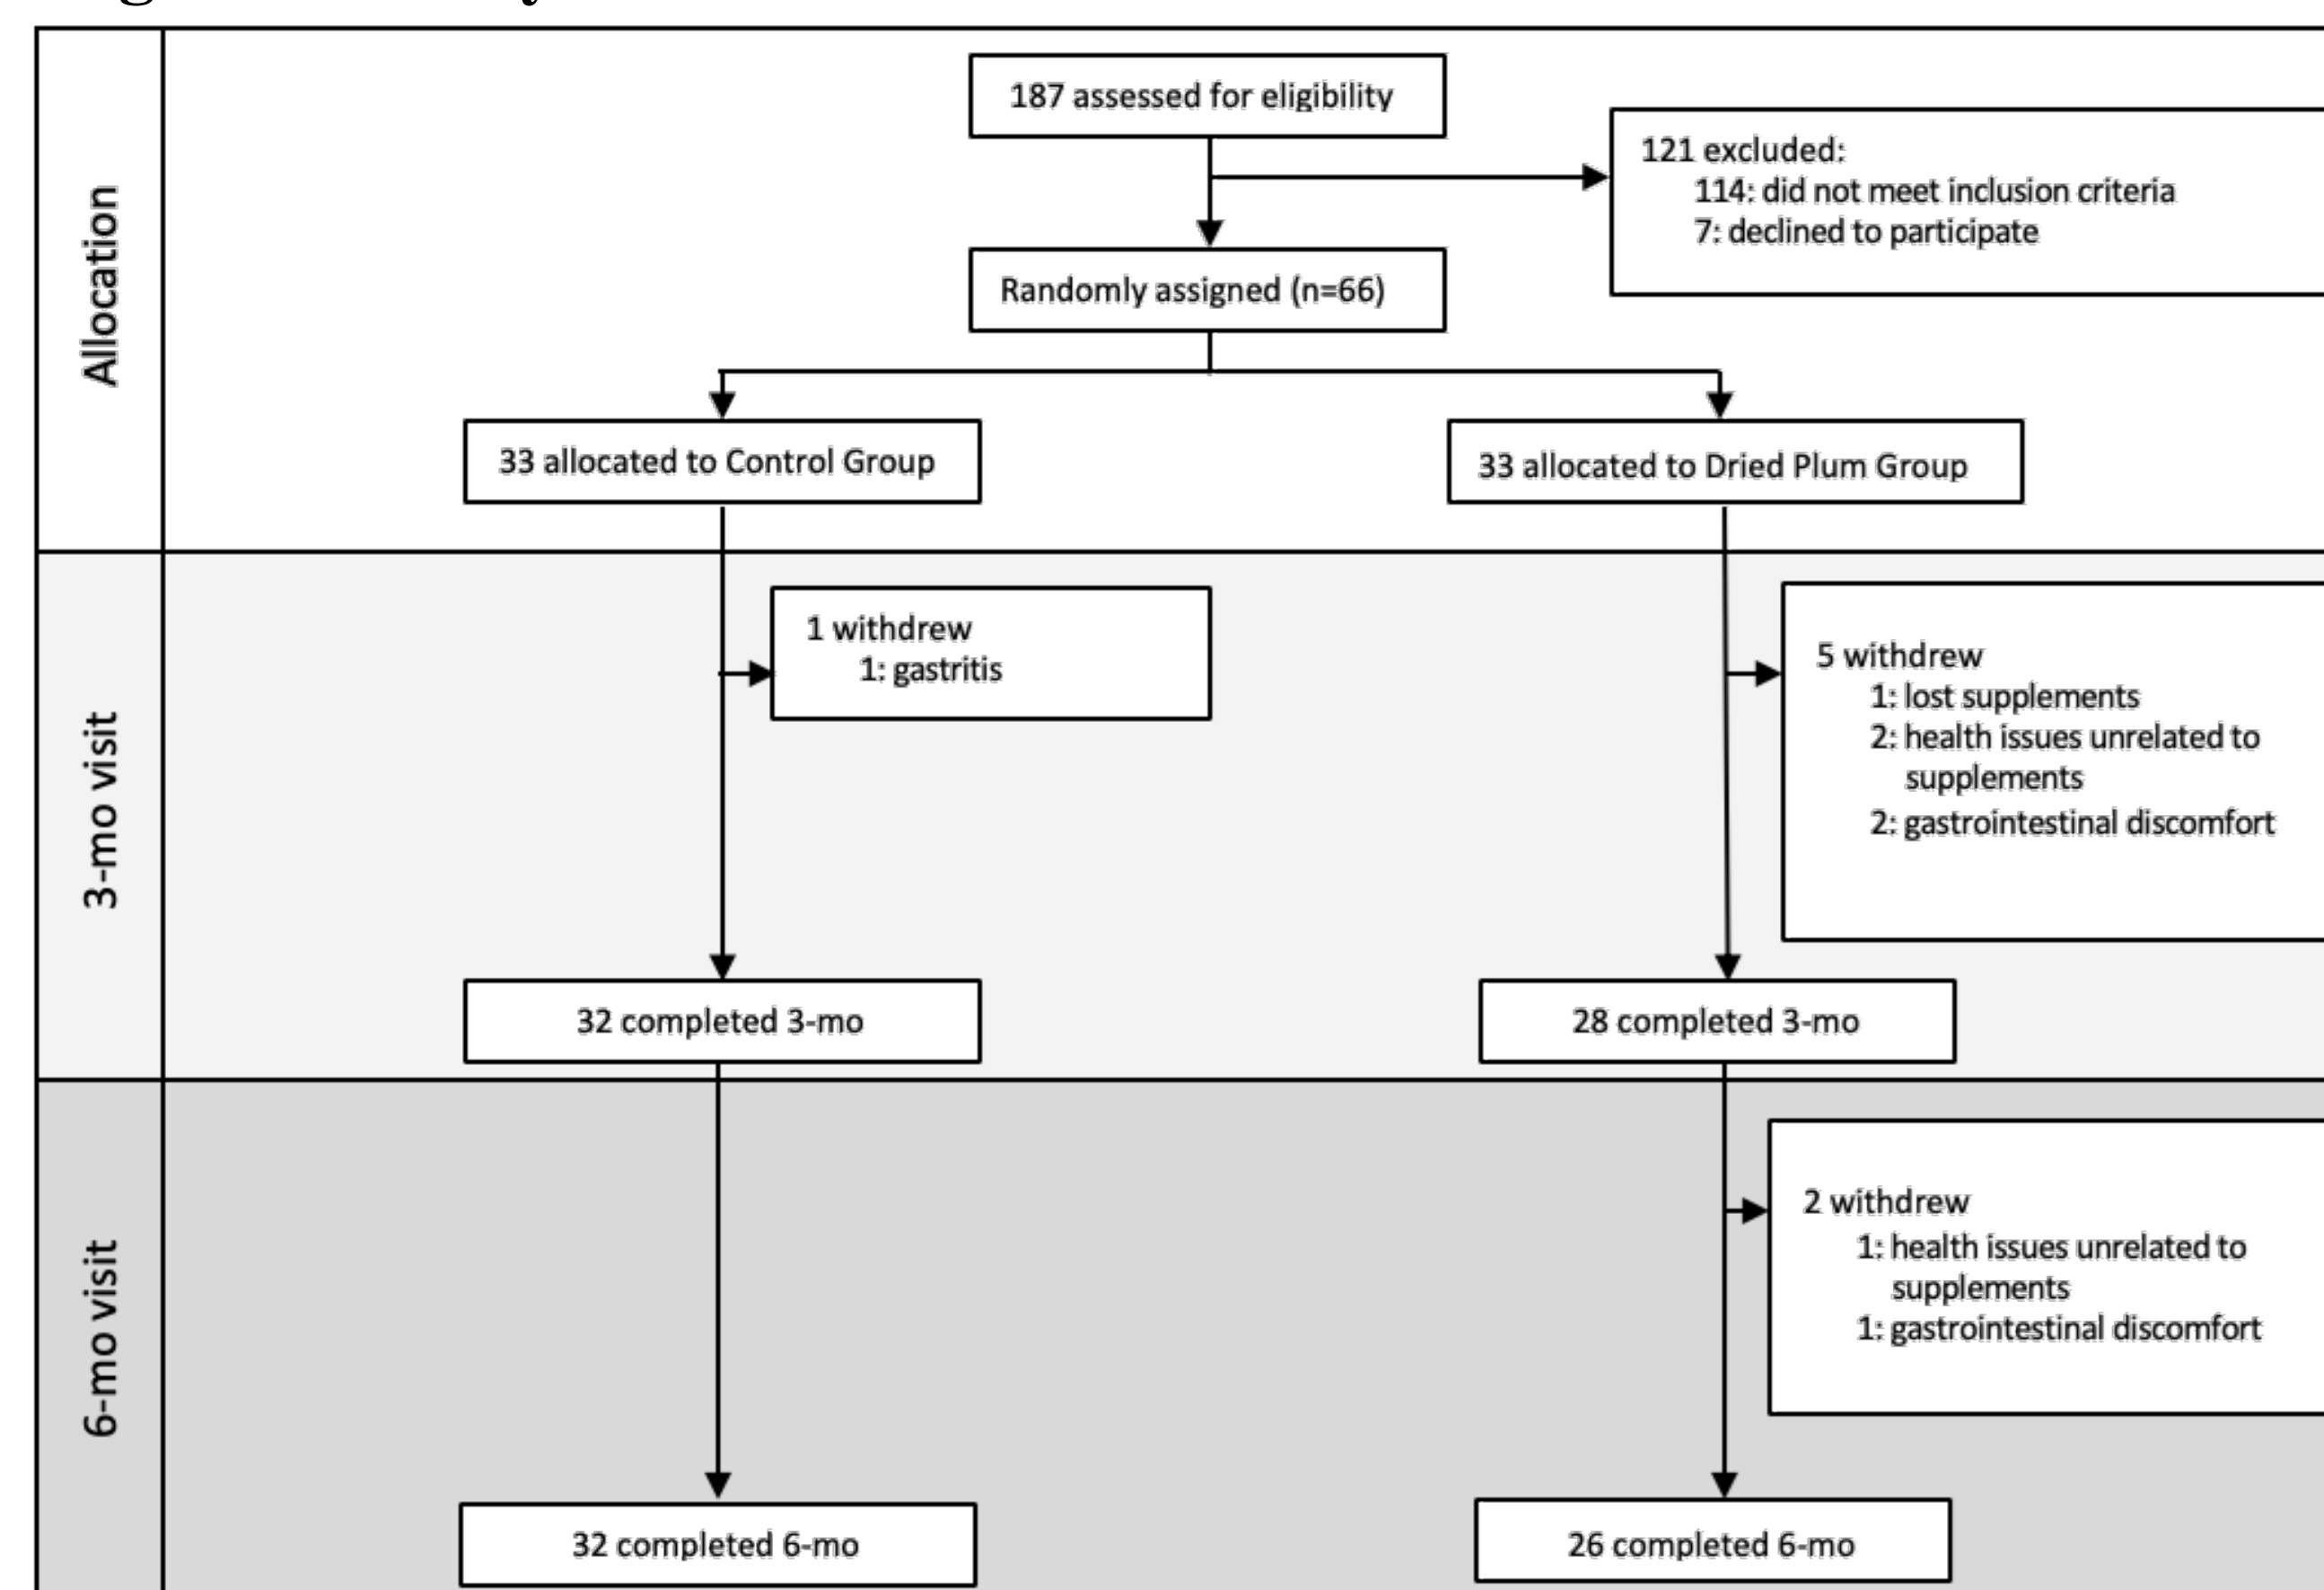 Allocation
187 assessed for eligibility
121 excluded:
114: did not meet inclusion criteria
7: declined to participate
Randomly assigned (n=66)
33 allocated to Control Group
33 allocated to Dried Plum Group
3-mo visit
1 withdrew
1: gastritis
5 withdrew
1: lost supplements
2: health issues unrelated to
supplements
2: gastrointestinal discomfort
32 completed 3-mo
28 completed 3-mo
6-mo visit
2 withdrew
1: health issues unrelated to
supplements
1: gastrointestinal discomfort
32 completed 6-mo
26 completed 6-mo